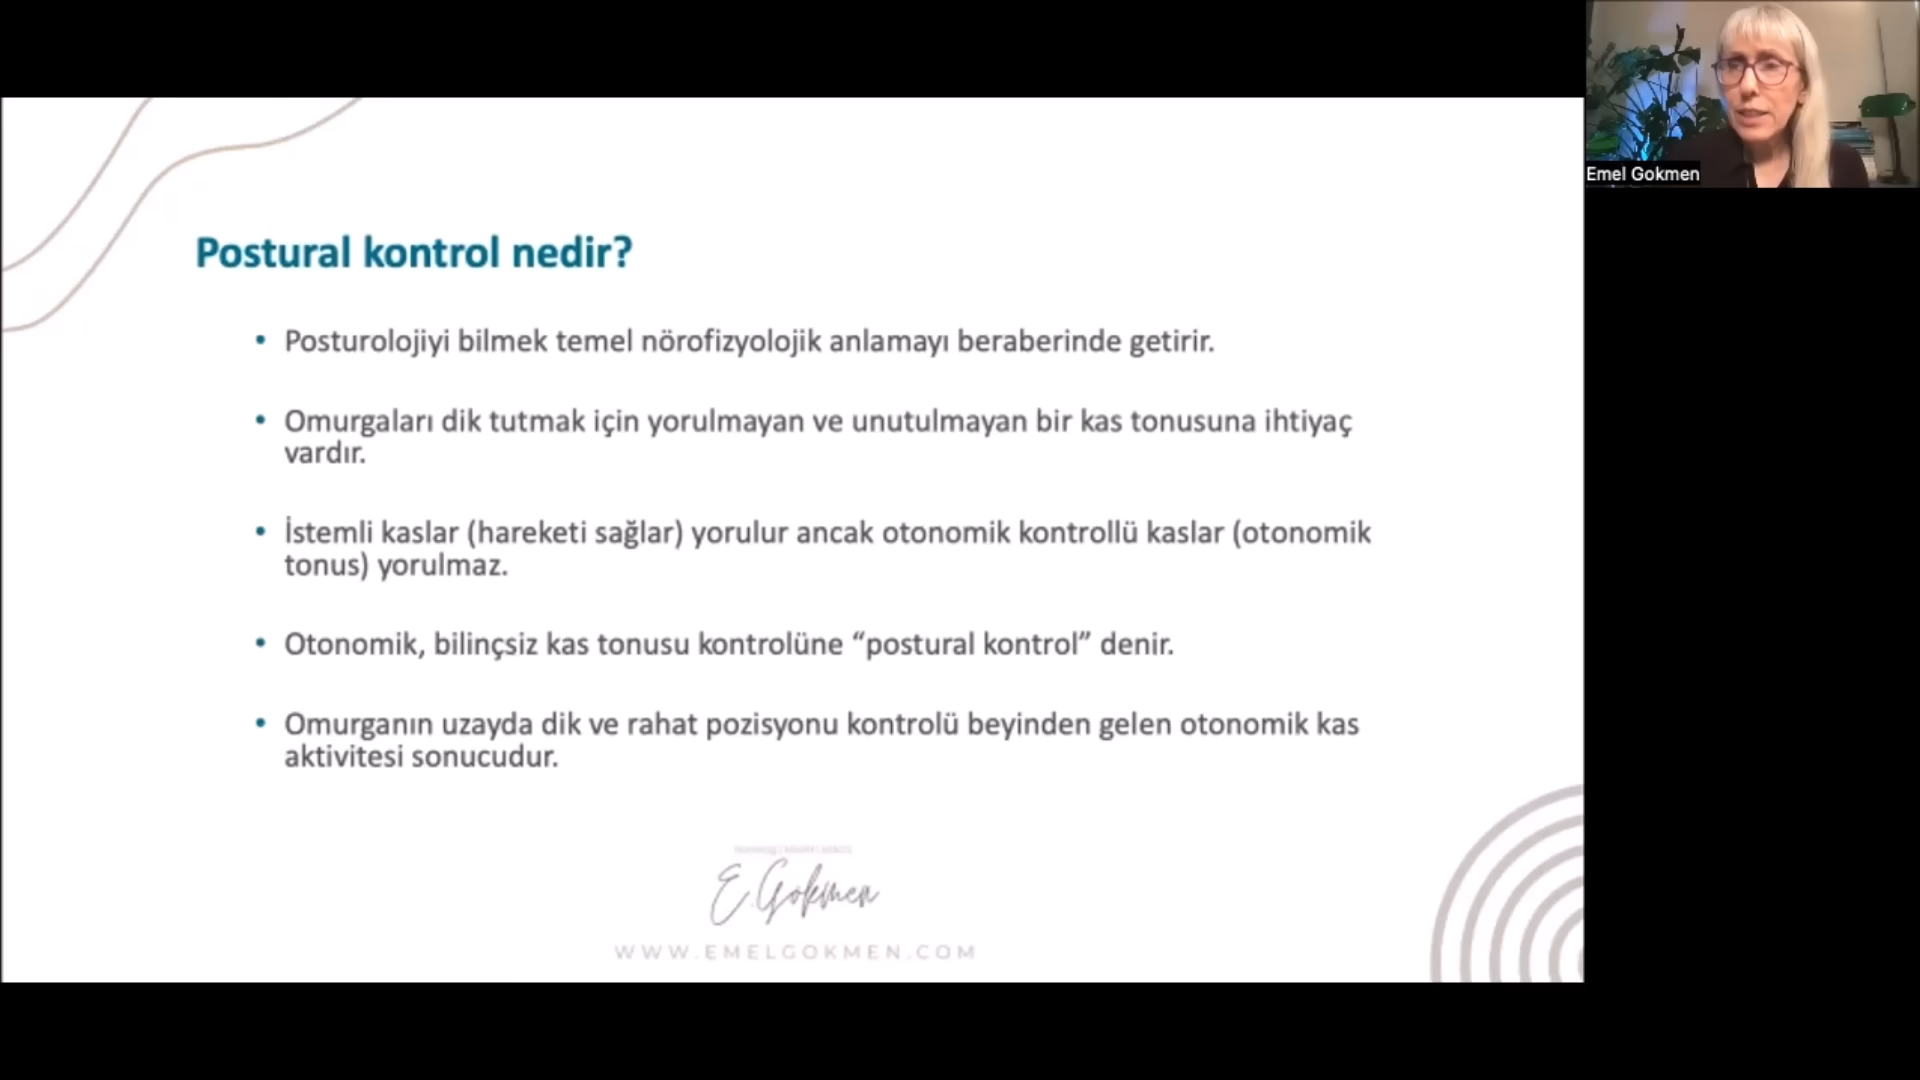 Emel Gokmen
Postural kontrol nedir?
• Posturolojiyi bilmek temel nörofizyolojik anlamayı beraberinde getirir.
• Omurgaları dik tutmak için yorulmayan ve unutulmayan bir kas tonusuna ihtiyaç
vardır.
• İstemli kaslar (hareketi sağlar) yorulur ancak otonomik kontrollü kaslar (otonomik
tonus) yorulmaz.
• Otonomik, bilinçsiz kas tonusu kontrolüne “postural kontrol” denir.
• Omurganın uzayda dik ve rahat pozisyonu kontrolü beyinden gelen otonomik kas
aktivitesi sonucudur.
E.Gökmen
WWW.EMELGOKMEN.COM